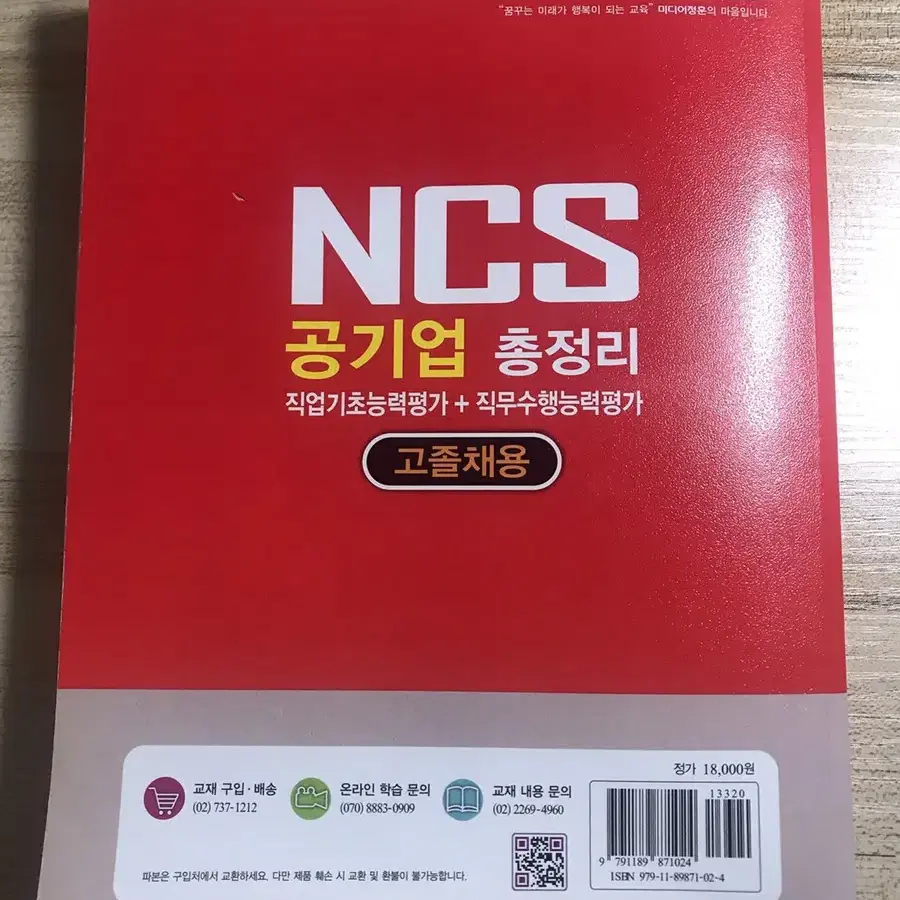 "꿈꾸는 미래가 행복이 되는 교육" 미디어정훈의 마음입니다
NCS
공기업 총정리
직업기초능력평가 + 직무수행능력평가
고졸채용
정가 18,000원
교재 구입·배송
(02) 737-1212
온라인 학습 문의
(070) 8883-0909
교재 내용 문의
(02) 2269-4960
13320
9 791189 871024
ISBN 979-11-89871-02-4
파본은 구입처에서 교환하세요. 다만 제품 훼손 시 교환 및 환불이 불가능합니다.